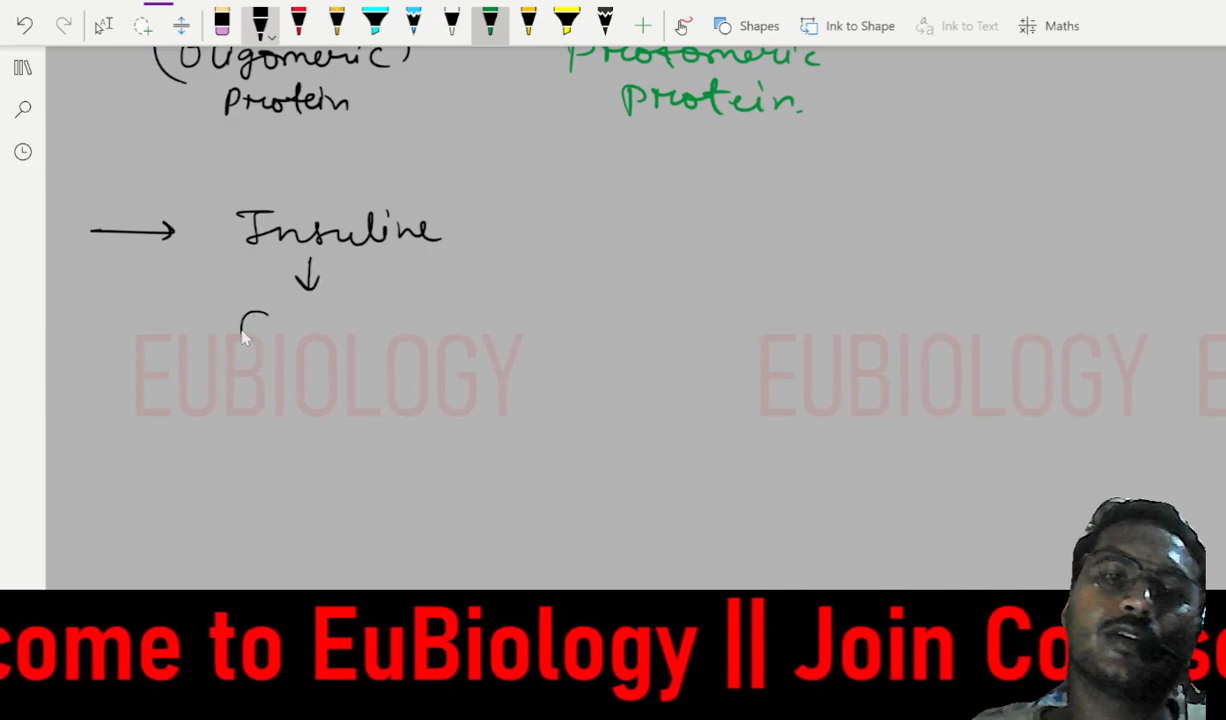 Shapes Ink to Shape Ink to Text Maths
(Oligomeric) Protomeric
Protein Protein.
Insuline
EUBIOLOGY EUBIOLOGY E
come to EuBiology || Join Co se